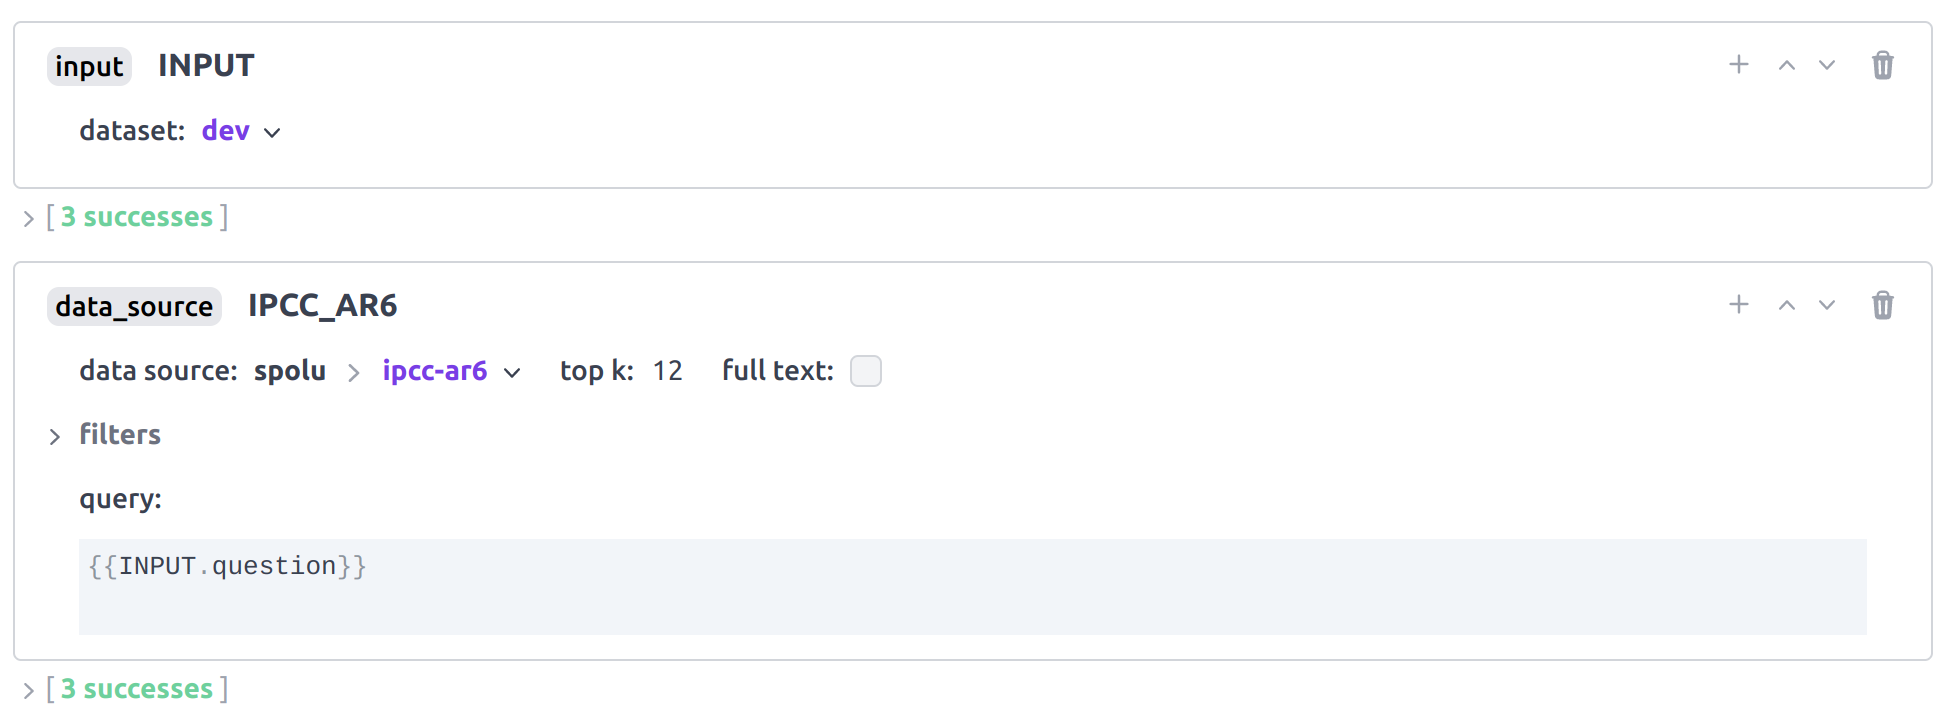 input INPUT
dataset: dev
[ 3 successes ]
data_source IPCC_AR6
data source: spolu > ipcc-ar6 top k: 12 full text:
filters
query:
{{INPUT.question}}
[ 3 successes ]